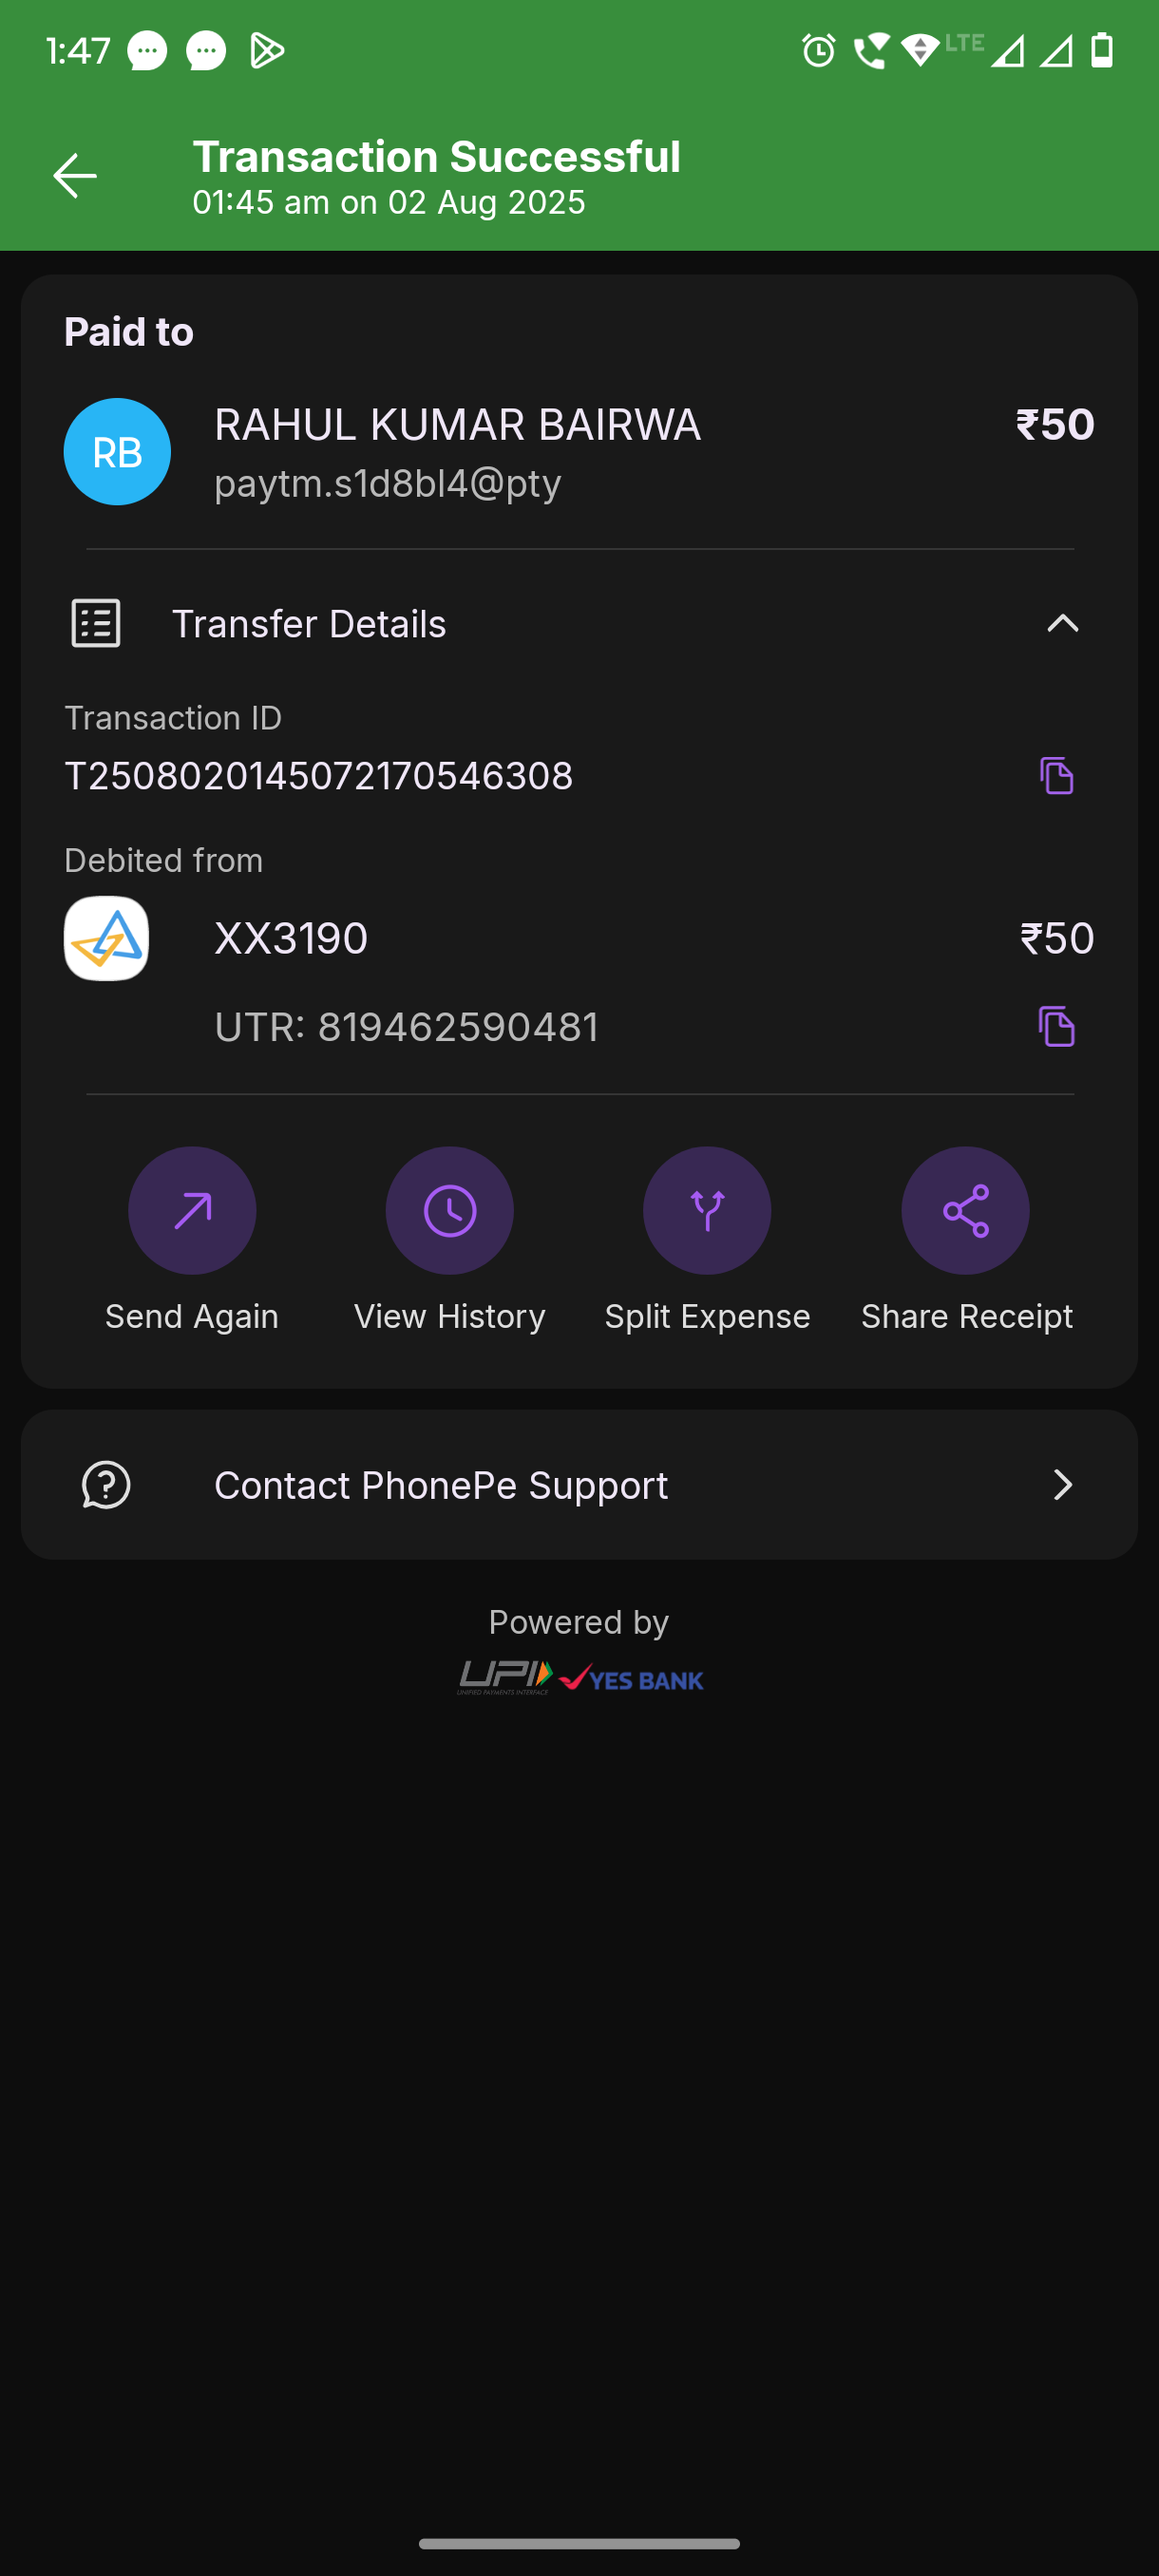 1:47 LTE
Transaction Successful
01:45 am on 02 Aug 2025
Paid to
RB RAHUL KUMAR BAIRWA ₹50
paytm.s1d8bl4@pty
Transfer Details
Transaction ID
T2508020145072170546308
Debited from
XX3190 ₹50
UTR: 819462590481
Send Again View History Split Expense Share Receipt
Contact PhonePe Support
Powered by
UPI YES BANK
UNIFIED PAYMENTS INTERFACE